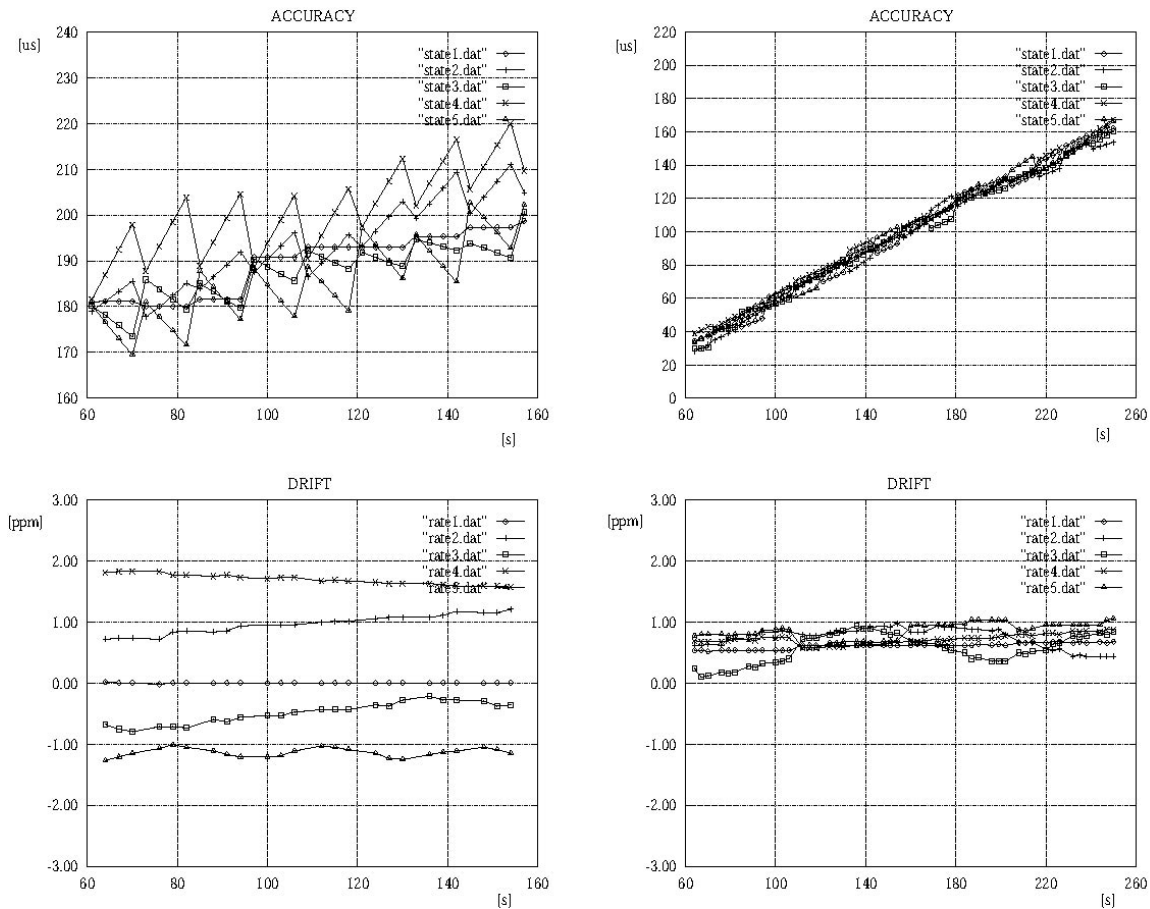 ACCURACY
[us]
240
230
220
210
200
190
180
170
160
"state1.dat"
"state2.dat"
"state3.dat"
"state4.dat"
"state5.dat"
60 80 100 120 140 160
[s]
ACCURACY
[us]
220
200
180
160
140
120
100
80
60
40
20
0
"state1.dat"
"state2.dat"
"state3.dat"
"state4.dat"
"state5.dat"
60 100 140 180 220 260
[s]
DRIFT
[ppm]
3.00
2.00
1.00
0.00
-1.00
-2.00
-3.00
"rate1.dat"
"rate2.dat"
"rate3.dat"
"rate4.dat"
"rate5.dat"
60 80 100 120 140 160
[s]
DRIFT
[ppm]
3.00
2.00
1.00
0.00
-1.00
-2.00
-3.00
"rate1.dat"
"rate2.dat"
"rate3.dat"
"rate4.dat"
"rate5.dat"
60 100 140 180 220 260
[s]